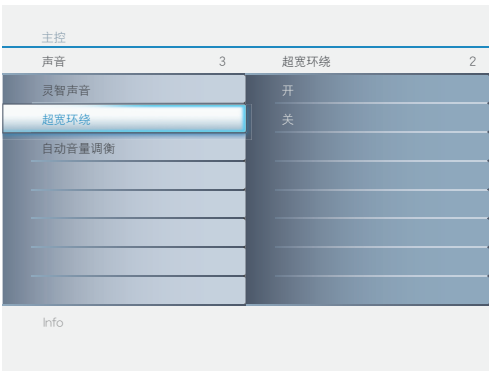 主控
声音 3 超宽环绕 2
灵智声音 开
超宽环绕 关
自动音量调衡
Info